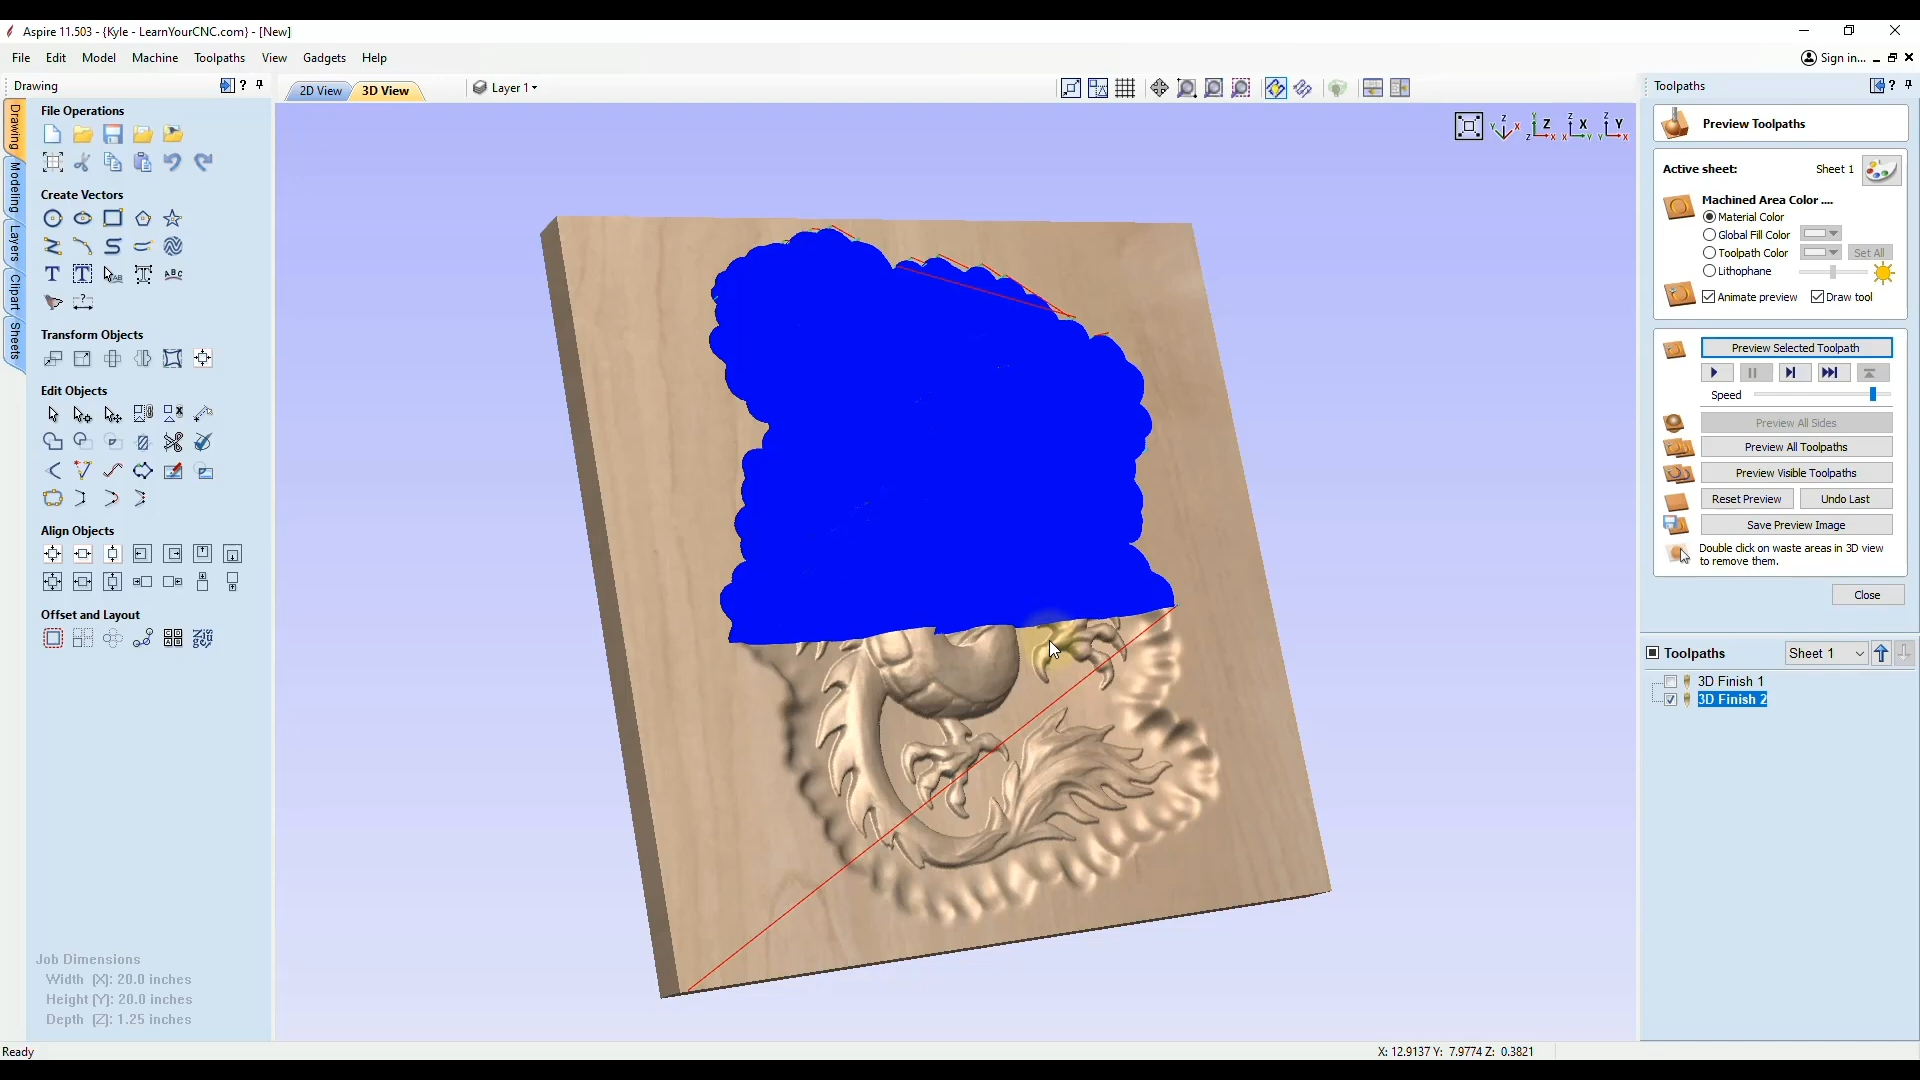 Aspire 11.503 - {Kyle - LearnYourCNC.com} - [New]
File Edit Model Machine Toolpaths View Gadgets Help
Sign in...
Drawing
2D View 3D View
Layer 1
Toolpaths
Drawing
Modeling
Layers
Clipart
Sheets
File Operations
Create Vectors
Transform Objects
Edit Objects
Align Objects
Offset and Layout
Job Dimensions
Width (X): 20.0 inches
Height (Y): 20.0 inches
Depth (Z): 1.25 inches
Preview Toolpaths
Active sheet: Sheet 1
Machined Area Color ....
Material Color
Global Fill Color
Toolpath Color Set All
Lithophane
Animate preview Draw tool
Preview Selected Toolpath
Speed
Preview All Sides
Preview All Toolpaths
Preview Visible Toolpaths
Reset Preview Undo Last
Save Preview Image
Double click on waste areas in 3D view
to remove them.
Close
Toolpaths Sheet 1
3D Finish 1
3D Finish 2
Ready
X: 12.9137 Y: 7.9774 Z: 0.3821